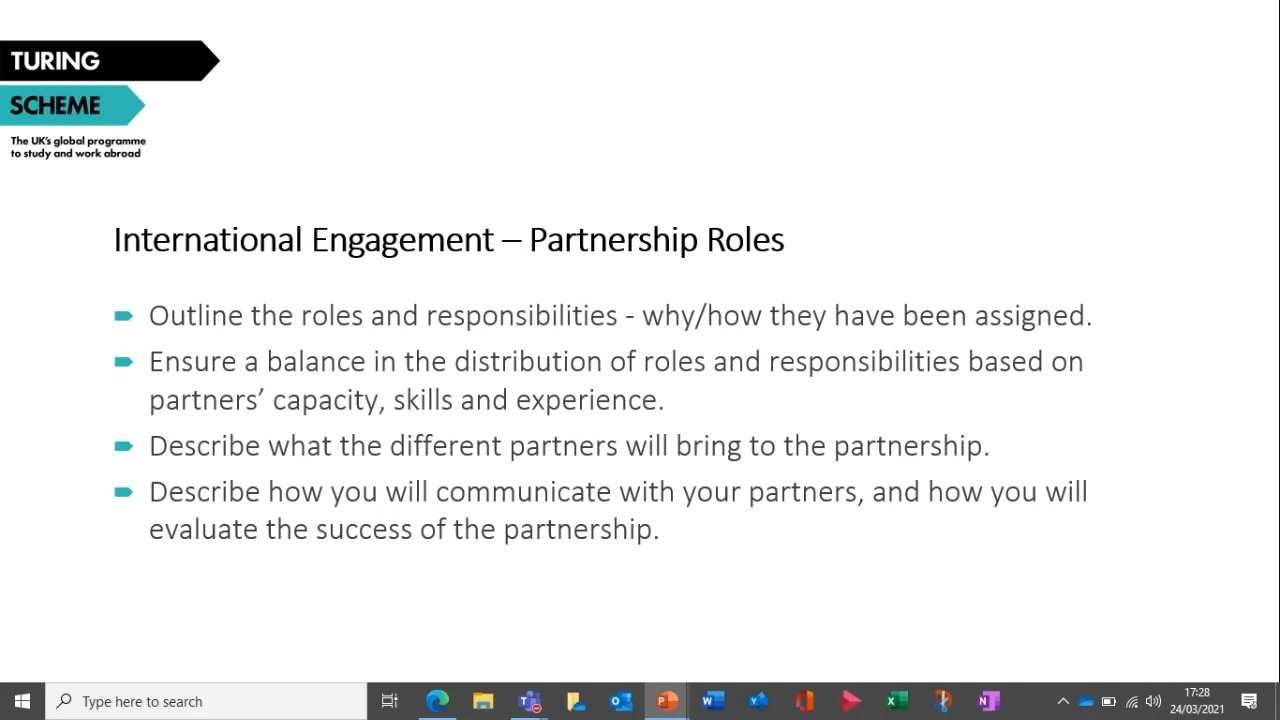 TURING
SCHEME
The UK's global programme
to study and work abroad
International Engagement – Partnership Roles
Outline the roles and responsibilities - why/how they have been assigned.
Ensure a balance in the distribution of roles and responsibilities based on
partners’ capacity, skills and experience.
Describe what the different partners will bring to the partnership.
Describe how you will communicate with your partners, and how you will
evaluate the success of the partnership.
Type here to search
17:28
24/03/2021